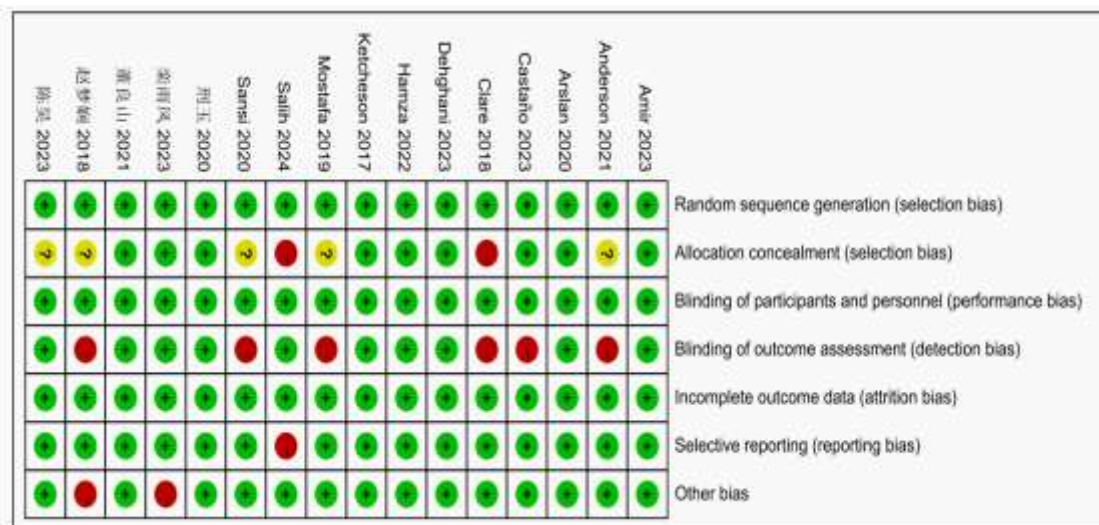 2023
2018
董良山 2021
2023
2020
Sansi 2020
Salih 2024
Mostafa 2019
Ketcheson 2017
Hamza 2022
Dehghani 2023
Clare 2018
Castaño 2023
Arslan 2020
Anderson 2021
Amir 2023
+ + + + + + + + + + + + + + + + Random sequence generation (selection bias)
? ? + + + ? - ? + + + - + + ? + Allocation concealment (selection bias)
+ + + + + + + + + + + + + + + + Blinding of participants and personnel (performance bias)
+ - + + + - + - + + + - - + - + Blinding of outcome assessment (detection bias)
+ + + + + + + + + + + + + + + + Incomplete outcome data (attrition bias)
+ + + + + + - + + + + + + + + + Selective reporting (reporting bias)
+ - + - + + + + + + + + + + + + Other bias